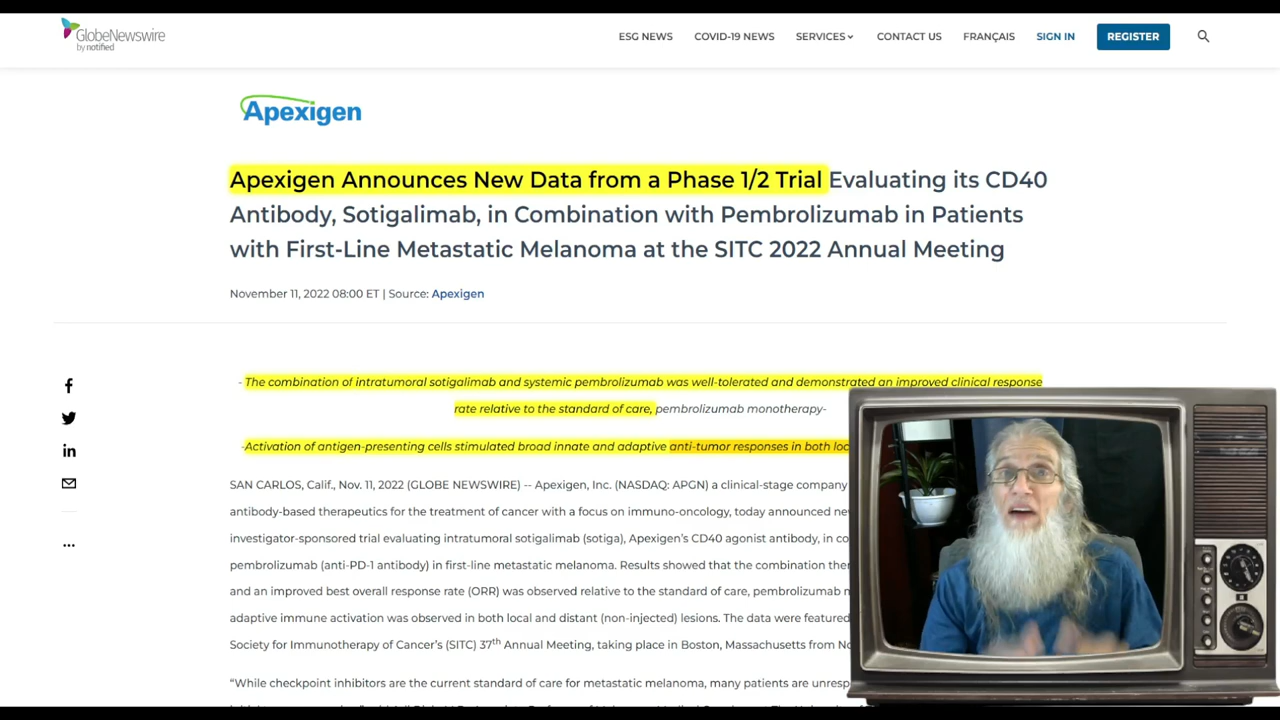 GlobeNewswire
by notified
ESG NEWS COVID-19 NEWS SERVICES CONTACT US FRANÇAIS SIGN IN REGISTER
Apexigen
Apexigen Announces New Data from a Phase 1/2 Trial Evaluating its CD40
Antibody, Sotigalimab, in Combination with Pembrolizumab in Patients
with First-Line Metastatic Melanoma at the SITC 2022 Annual Meeting
November 11, 2022 08:00 ET | Source: Apexigen
- The combination of intratumoral sotigalimab and systemic pembrolizumab was well-tolerated and demonstrated an improved clinical response
rate relative to the standard of care, pembrolizumab monotherapy-
-Activation of antigen-presenting cells stimulated broad innate and adaptive anti-tumor responses in both
SAN CARLOS, Calif., Nov. 11, 2022 (GLOBE NEWSWIRE) -- Apexigen, Inc. (NASDAQ: APGN) a clinical-stage company
antibody-based therapeutics for the treatment of cancer with a focus on immuno-oncology, today announced
investigator-sponsored trial evaluating intratumoral sotigalimab (sotiga), Apexigen's CD40 agonist antibody, in
pembrolizumab (anti-PD-1 antibody) in first-line metastatic melanoma. Results showed that the combination
and an improved best overall response rate (ORR) was observed relative to the standard of care, pembrolizumab
adaptive immune activation was observed in both local and distant (non-injected) lesions. The data were featured
Society for Immunotherapy of Cancer's (SITC) 37th Annual Meeting, taking place in Boston, Massachusetts from
"While checkpoint inhibitors are the current standard of care for metastatic melanoma, many patients are